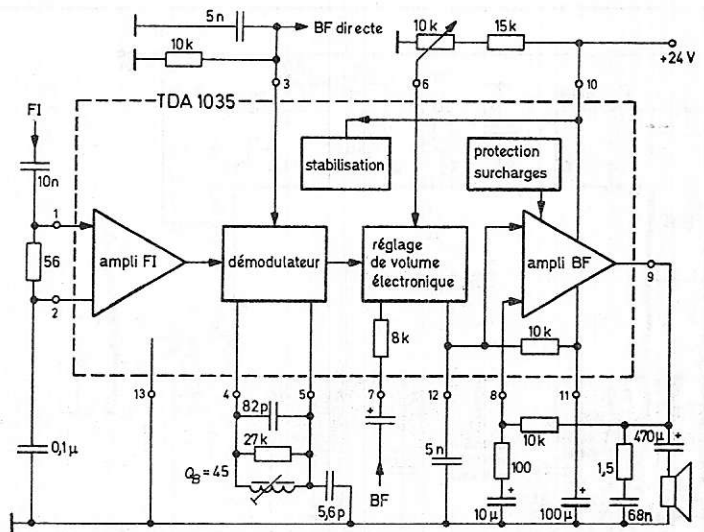 5n
BF directe
10k
3
10k
15k
6
10
+24V
TDA 1035
FI
10n
1
56
2
0,1µ
stabilisation
protection
surcharges
ampli FI
démodulateur
réglage
de volume
électronique
ampli BF
9
8k
10k
13
4
5
7
12
8
11
82p
27k
QB = 45
5,6p
+
BF
5n
10k
100
+
10µ
+
100µ
1,5
68n
470µ
+